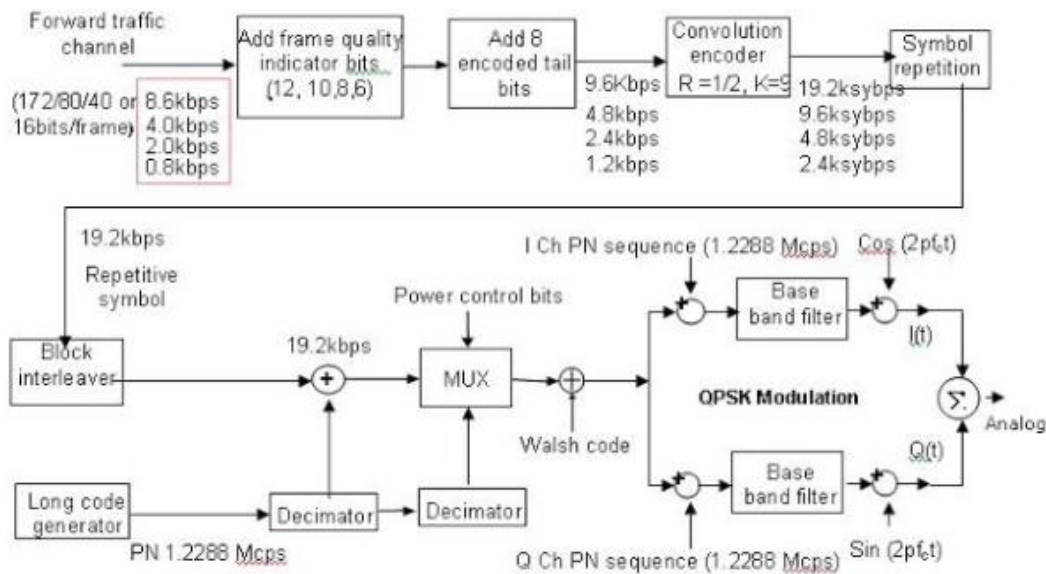 Forward traffic
channel
(172/80/40 or
16bits/frame)
8.6kbps
4.0kbps
2.0kbps
0.8kbps
Add frame quality
indicator bits
(12, 10,8,6)
Add 8
encoded tail
bits
9.6Kbps
4.8kbps
2.4kbps
1.2kbps
Convolution
encoder
R =1/2, K=9
19.2ksybps
9.6ksybps
4.8ksybps
2.4ksybps
Symbol
repetition
19.2kbps
Repetitive
symbol
Block
interleaver
19.2kbps
+
Power control bits
MUX
+
Walsh code
Long code
generator
PN 1.2288 Mcps
Decimator
Decimator
I Ch PN sequence (1.2288 Mcps)
Cos (2pfct)
+
Base
band filter
+
I(t)
QPSK Modulation
Σ
Analog
Q(t)
+
Base
band filter
+
Q Ch PN sequence (1.2288 Mcps)
Sin (2pfct)